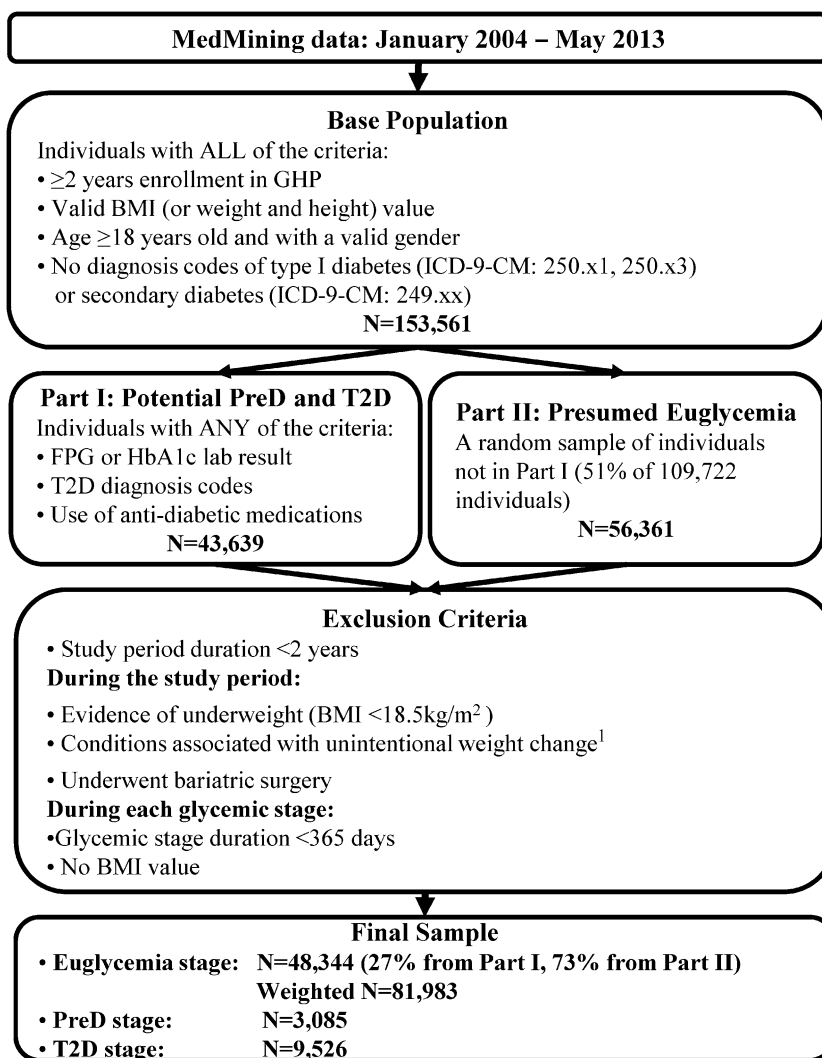 MedMining data: January 2004 – May 2013
Base Population
Individuals with ALL of the criteria:
• ≥2 years enrollment in GHP
• Valid BMI (or weight and height) value
• Age ≥18 years old and with a valid gender
• No diagnosis codes of type I diabetes (ICD-9-CM: 250.x1, 250.x3)
or secondary diabetes (ICD-9-CM: 249.xx)
N=153,561
Part I: Potential PreD and T2D
Individuals with ANY of the criteria:
• FPG or HbA1c lab result
• T2D diagnosis codes
• Use of anti-diabetic medications
N=43,639
Part II: Presumed Euglycemia
A random sample of individuals
not in Part I (51% of 109,722
individuals)
N=56,361
Exclusion Criteria
• Study period duration <2 years
During the study period:
• Evidence of underweight (BMI <18.5kg/m²)
• Conditions associated with unintentional weight change¹
• Underwent bariatric surgery
During each glycemic stage:
•Glycemic stage duration <365 days
• No BMI value
Final Sample
• Euglycemia stage: N=48,344 (27% from Part I, 73% from Part II)
Weighted N=81,983
• PreD stage: N=3,085
• T2D stage: N=9,526